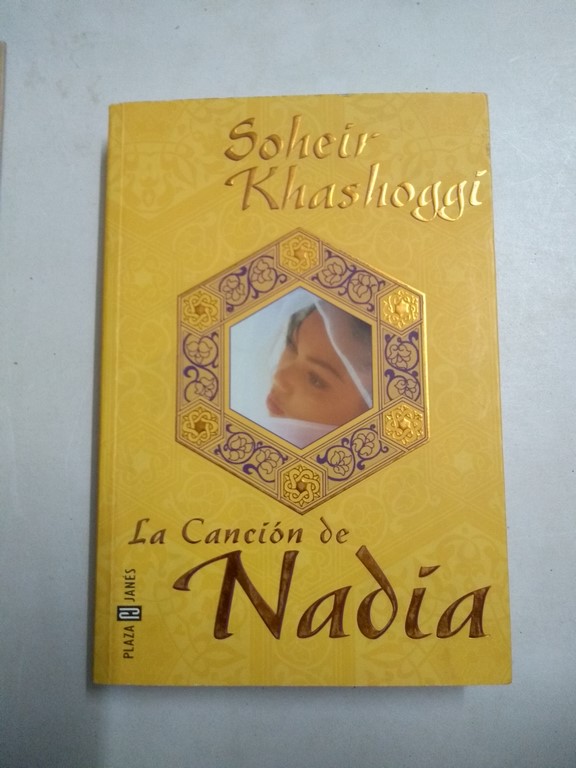 Soheir
Khashoggi
La Canción de
Nadia
PLAZA JANÉS